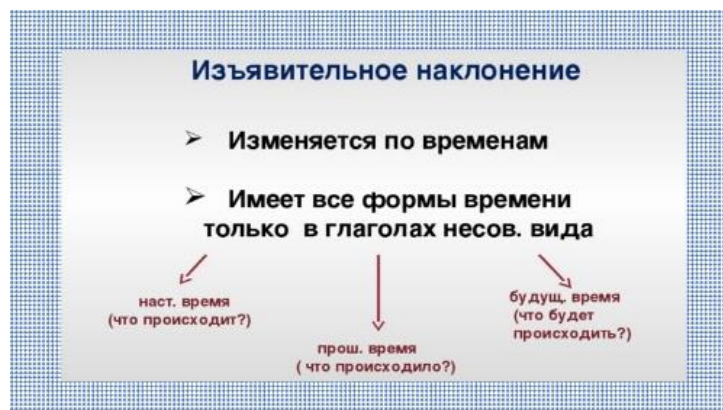 Изъявительное наклонение
➢ Изменяется по временам
➢ Имеет все формы времени
только в глаголах несов. вида
наст. время
(что происходит?)
прош. время
( что происходило?)
будущ. время
(что будет
происходить?)